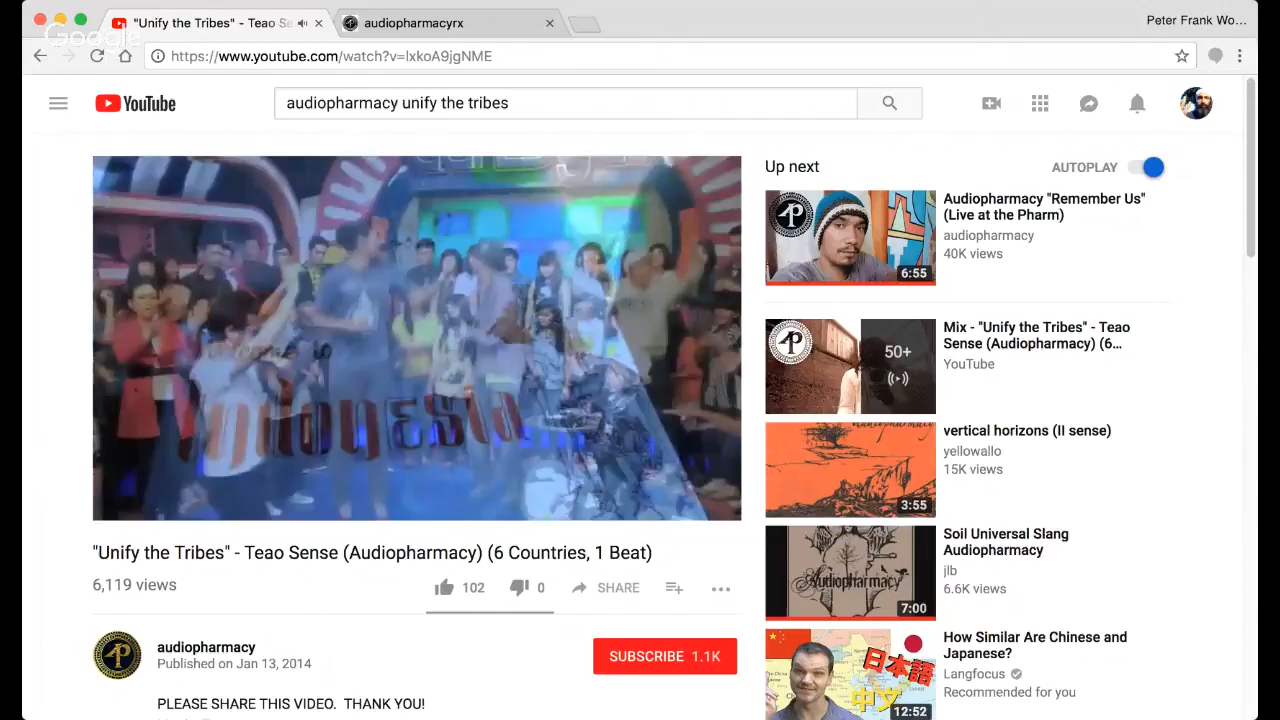 "Unify the Tribes" - Teao Se
audiopharmacyrx
Peter Frank Wo...
Google
https://www.youtube.com/watch?v=lxkoA9jgNME
YouTube
audiopharmacy unify the tribes
Up next
AUTOPLAY
Audiopharmacy "Remember Us"
(Live at the Pharm)
audiopharmacy
40K views
6:55
Mix - "Unify the Tribes" - Teao
Sense (Audiopharmacy) (6...
YouTube
50+
vertical horizons (II sense)
yellowallo
15K views
3:55
Soil Universal Slang
Audiopharmacy
jlb
6.6K views
Audiopharmacy
7:00
How Similar Are Chinese and
Japanese?
Langfocus
Recommended for you
日本語
中文
12:52
INDONESIA
"Unify the Tribes" - Teao Sense (Audiopharmacy) (6 Countries, 1 Beat)
6,119 views
102
0
SHARE
audiopharmacy
Published on Jan 13, 2014
SUBSCRIBE 1.1K
PLEASE SHARE THIS VIDEO. THANK YOU!